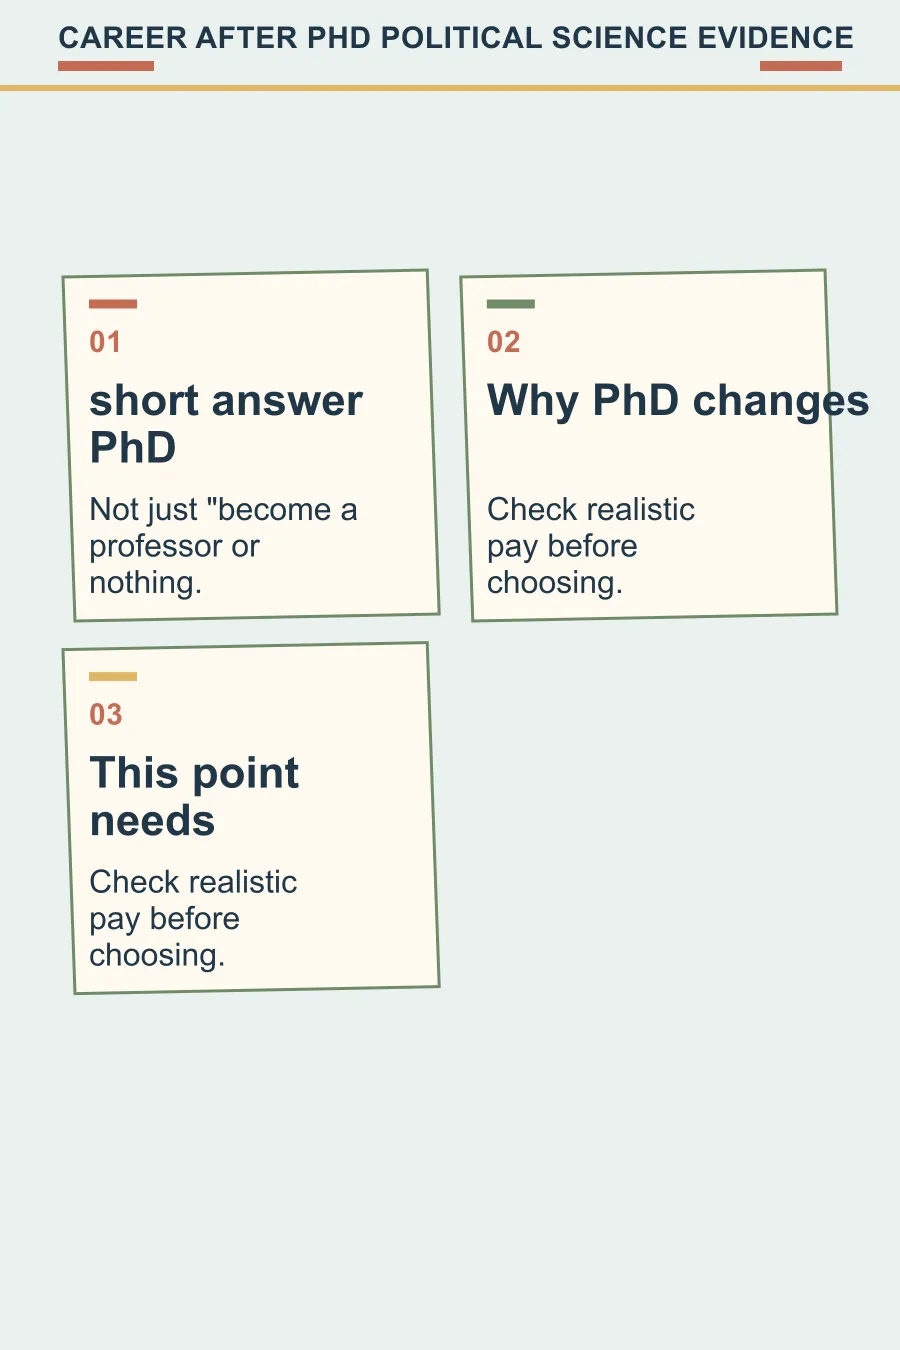 CAREER AFTER PHD POLITICAL SCIENCE EVIDENCE
01
short answer
PhD
Not just "become a
professor or
nothing.
02
Why PhD changes
Check realistic
pay before
choosing.
03
This point
needs
Check realistic
pay before
choosing.